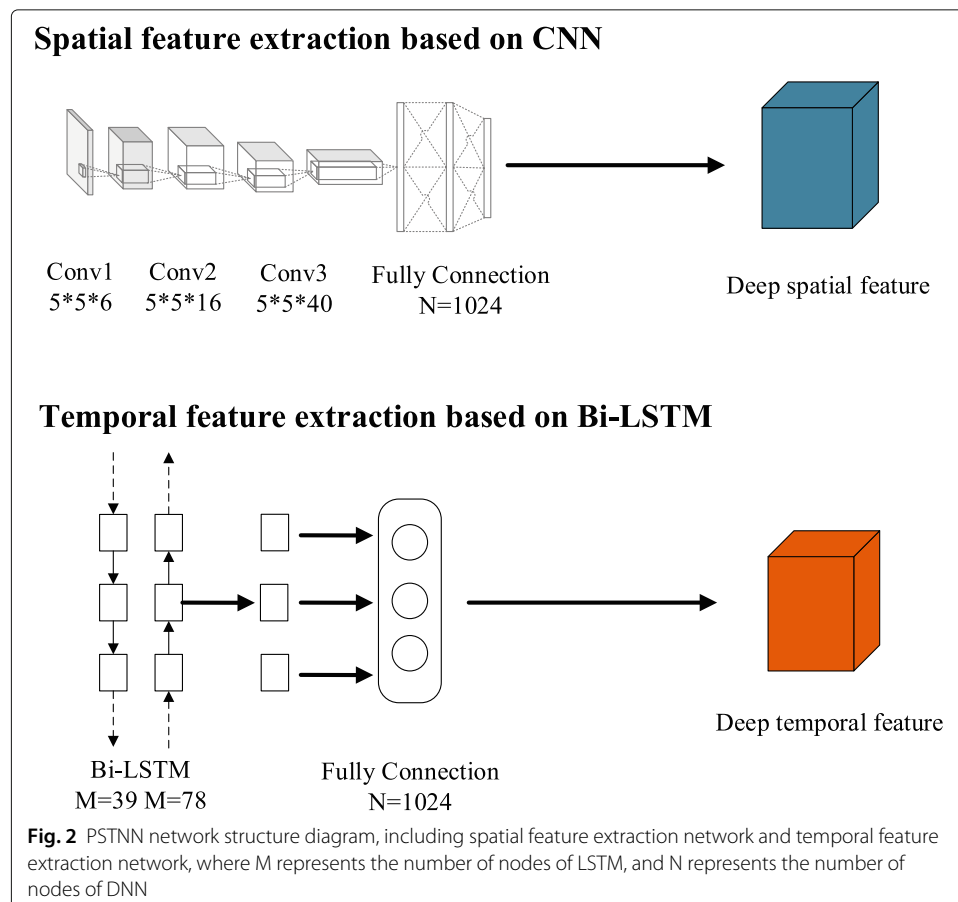 Spatial feature extraction based on CNN
Conv1 Conv2 Conv3 Fully Connection
5*5*6 5*5*16 5*5*40 N=1024
Deep spatial feature
Temporal feature extraction based on Bi-LSTM
Deep temporal feature
Bi-LSTM Fully Connection
M=39 M=78 N=1024
Fig. 2 PSTNN network structure diagram, including spatial feature extraction network and temporal feature
extraction network, where M represents the number of nodes of LSTM, and N represents the number of
nodes of DNN